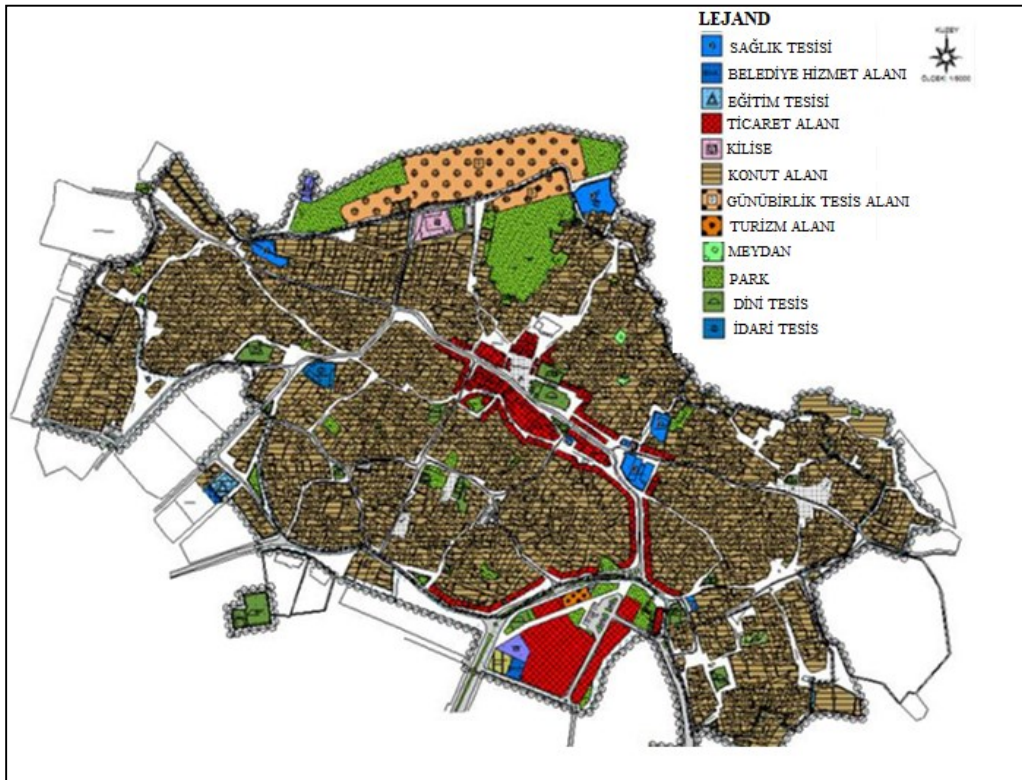 LEJAND
SAĞLIK TESİSİ
BELEDİYE HİZMET ALANI
EĞİTİM TESİSİ
TİCARET ALANI
KİLİSE
KONUT ALANI
GÜNÜBİRLİK TESİS ALANI
TURİZM ALANI
MEYDAN
PARK
DİNİ TESİS
İDARİ TESİS
KUZEY